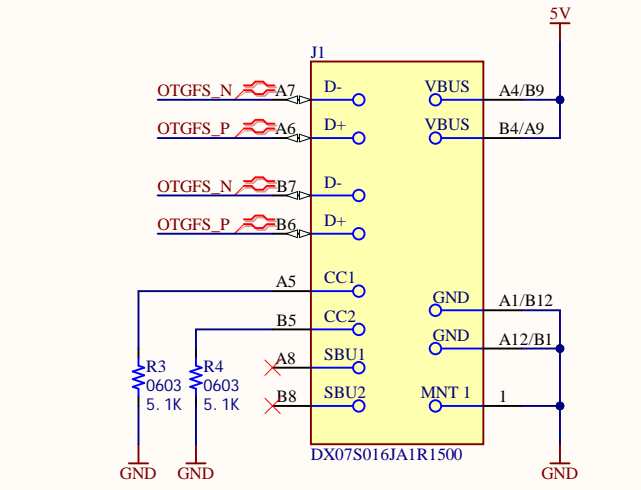 5V
J1
OTGFS_N A7 D- VBUS A4/B9
OTGFS_P A6 D+ VBUS B4/A9
OTGFS_N B7 D-
OTGFS_P B6 D+
A5 CC1
GND A1/B12
B5 CC2
GND A12/B1
A8 SBU1
R3 R4
0603 0603
5.1K 5.1K
B8 SBU2 MNT 1 1
DX07S016JA1R1500
GND GND GND